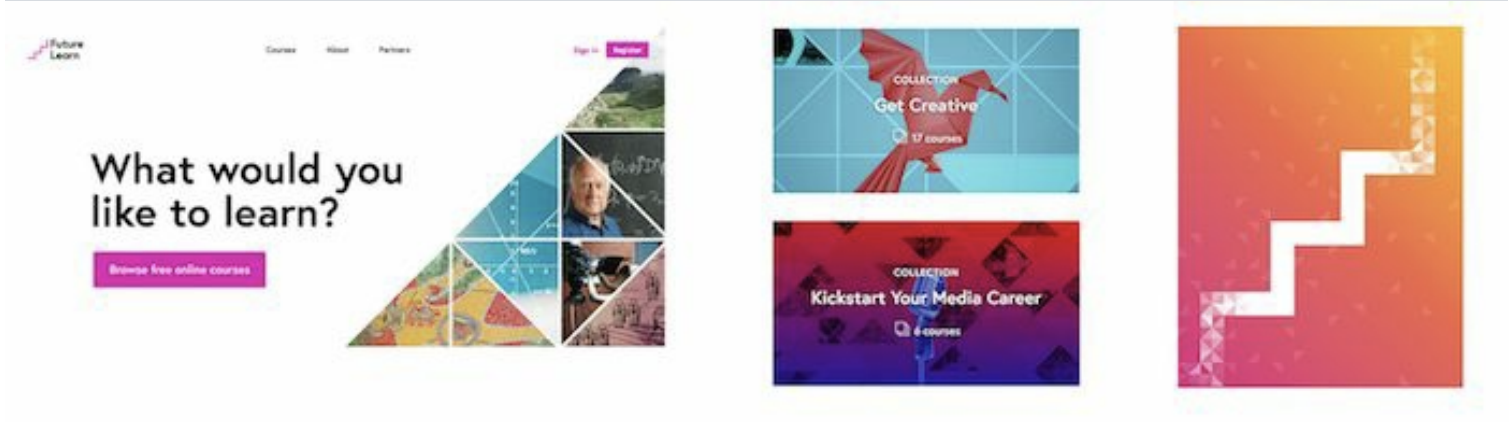 Future
Learn
Courses
About
Partners
Sign in
Register
What would you
like to learn?
Browse free online courses
COLLECTION
Get Creative
17 courses
COLLECTION
Kickstart Your Media Career
6 courses